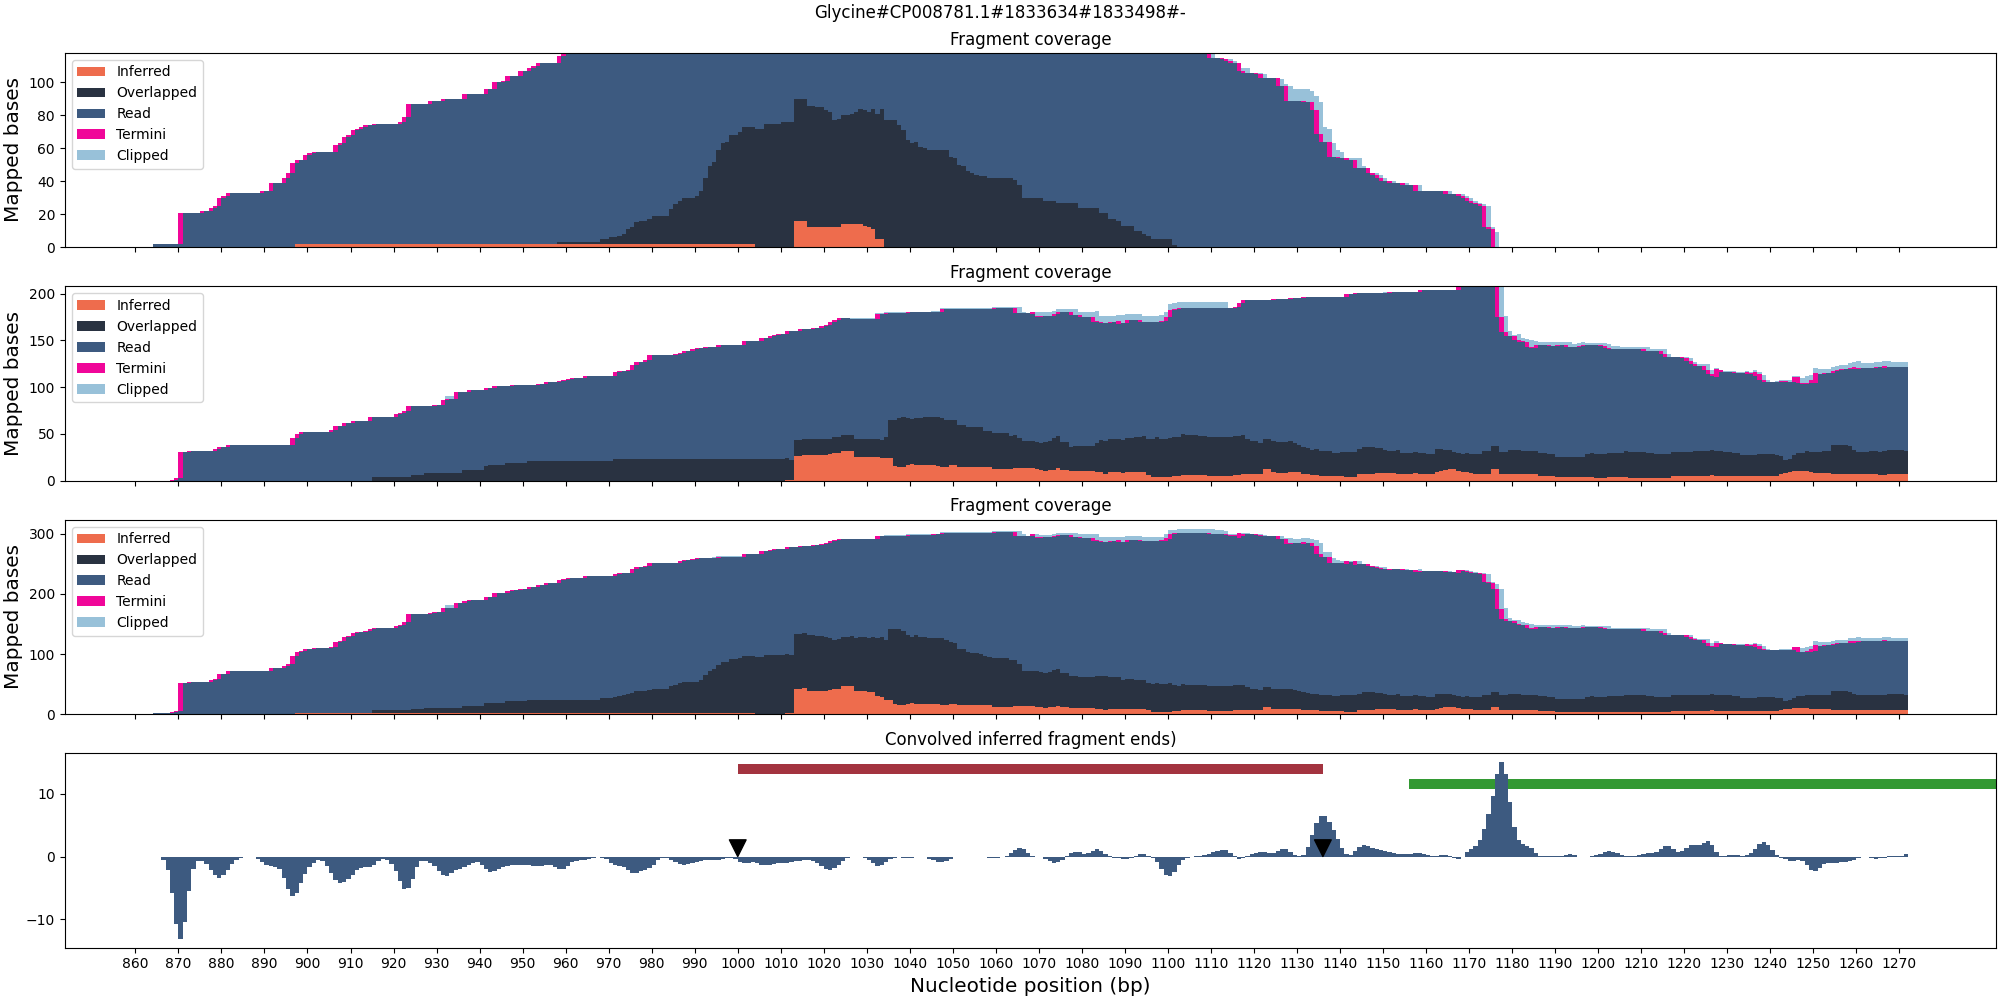 Glycine#CP008781.1#1833634#1833498#-
Fragment coverage
Mapped bases
100
80
60
40
20
0
Inferred
Overlapped
Read
Termini
Clipped
Fragment coverage
Mapped bases
200
150
100
50
0
Inferred
Overlapped
Read
Termini
Clipped
Fragment coverage
Mapped bases
300
200
100
0
Inferred
Overlapped
Read
Termini
Clipped
Convolved inferred fragment ends)
10
0
−10
860 870 880 890 900 910 920 930 940 950 960 970 980 990 1000 1010 1020 1030 1040 1050 1060 1070 1080 1090 1100 1110 1120 1130 1140 1150 1160 1170 1180 1190 1200 1210 1220 1230 1240 1250 1260 1270
Nucleotide position (bp)